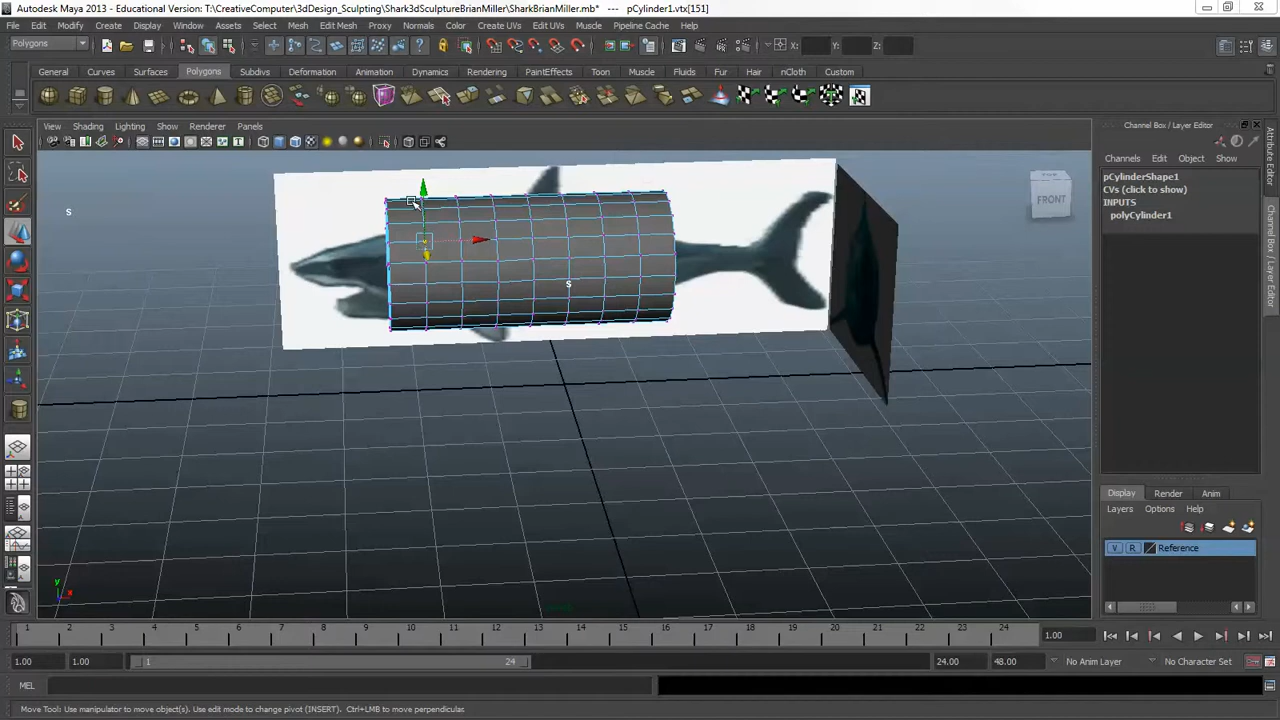 Autodesk Maya 2013 - Educational Version: T:\CreativeComputer\3dDesign_Sculpting\Shark3dSculptureBrianMiller\SharkBrianMiller.mb* --- pCylinder1.vtx[151]
File Edit Modify Create Display Window Assets Select Mesh Edit Mesh Proxy Normals Color Create UVs Edit UVs Muscle Pipeline Cache Help
Polygons X: Y: Z:
General Curves Surfaces Polygons Subdivs Deformation Animation Dynamics Rendering PaintEffects Toon Muscle Fluids Fur Hair nCloth Custom
View Shading Lighting Show Renderer Panels
Channel Box / Layer Editor
Channels Edit Object Show
pCylinderShape1
CVs (click to show)
INPUTS
polyCylinder1
Attribute Editor
Channel Box / Layer Editor
FRONT
s
s
y
x
Display Render Anim
Layers Options Help
V R Reference
1 2 3 4 5 6 7 8 9 10 11 12 13 14 15 16 17 18 19 20 21 22 23 24 1.00
1.00 1.00 1 24 24.00 48.00 No Anim Layer No Character Set
MEL
Move Tool: Use manipulator to move object(s). Use edit mode to change pivot (INSERT). Ctrl+LMB to move perpendicular.